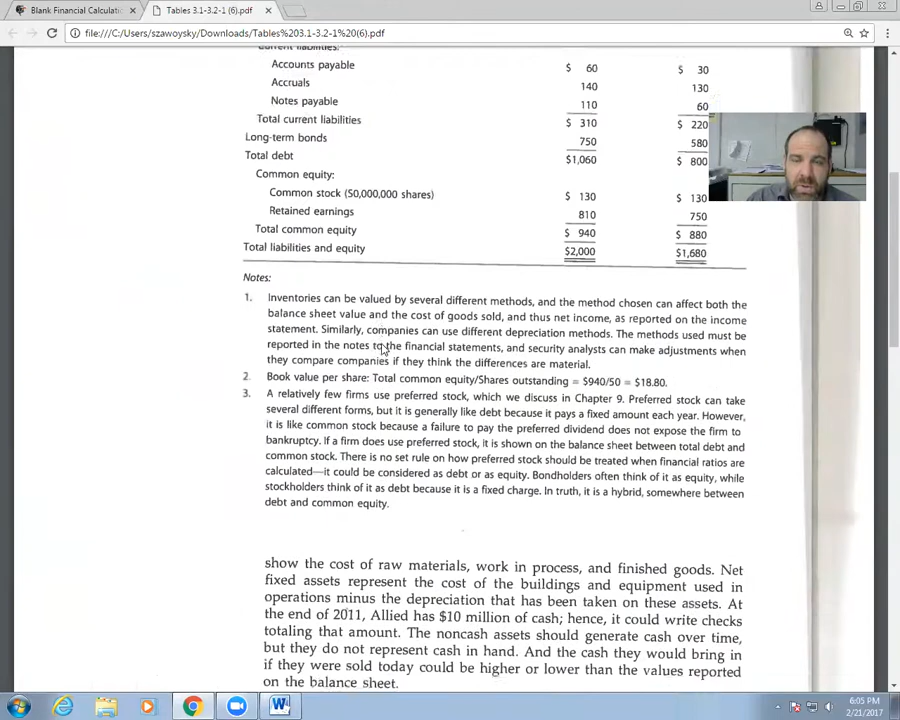 Blank Financial Calculati
Tables 3.1-3.2-1 (6).pdf
file:///C:/Users/szawoysky/Downloads/Tables%203.1-3.2-1%20(6).pdf
Current liabilities:
Accounts payable $ 60 $ 30
Accruals 140 130
Notes payable 110 60
Total current liabilities $ 310 $ 220
Long-term bonds 750 580
Total debt $1,060 $ 800
Common equity:
Common stock (50,000,000 shares) $ 130 $ 130
Retained earnings 810 750
Total common equity $ 940 $ 880
Total liabilities and equity $2,000 $1,680
Notes:
1. Inventories can be valued by several different methods, and the method chosen can affect both the
balance sheet value and the cost of goods sold, and thus net income, as reported on the income
statement. Similarly, companies can use different depreciation methods. The methods used must be
reported in the notes to the financial statements, and security analysts can make adjustments when
they compare companies if they think the differences are material.
2. Book value per share: Total common equity/Shares outstanding = $940/50 = $18.80.
3. A relatively few firms use preferred stock, which we discuss in Chapter 9. Preferred stock can take
several different forms, but it is generally like debt because it pays a fixed amount each year. However,
it is like common stock because a failure to pay the preferred dividend does not expose the firm to
bankruptcy. If a firm does use preferred stock, it is shown on the balance sheet between total debt and
common stock. There is no set rule on how preferred stock should be treated when financial ratios are
calculated—it could be considered as debt or as equity. Bondholders often think of it as equity, while
stockholders think of it as debt because it is a fixed charge. In truth, it is a hybrid, somewhere between
debt and common equity.
show the cost of raw materials, work in process, and finished goods. Net
fixed assets represent the cost of the buildings and equipment used in
operations minus the depreciation that has been taken on these assets. At
the end of 2011, Allied has $10 million of cash; hence, it could write checks
totaling that amount. The noncash assets should generate cash over time,
but they do not represent cash in hand. And the cash they would bring in
if they were sold today could be higher or lower than the values reported
on the balance sheet.
6:05 PM
2/21/2017